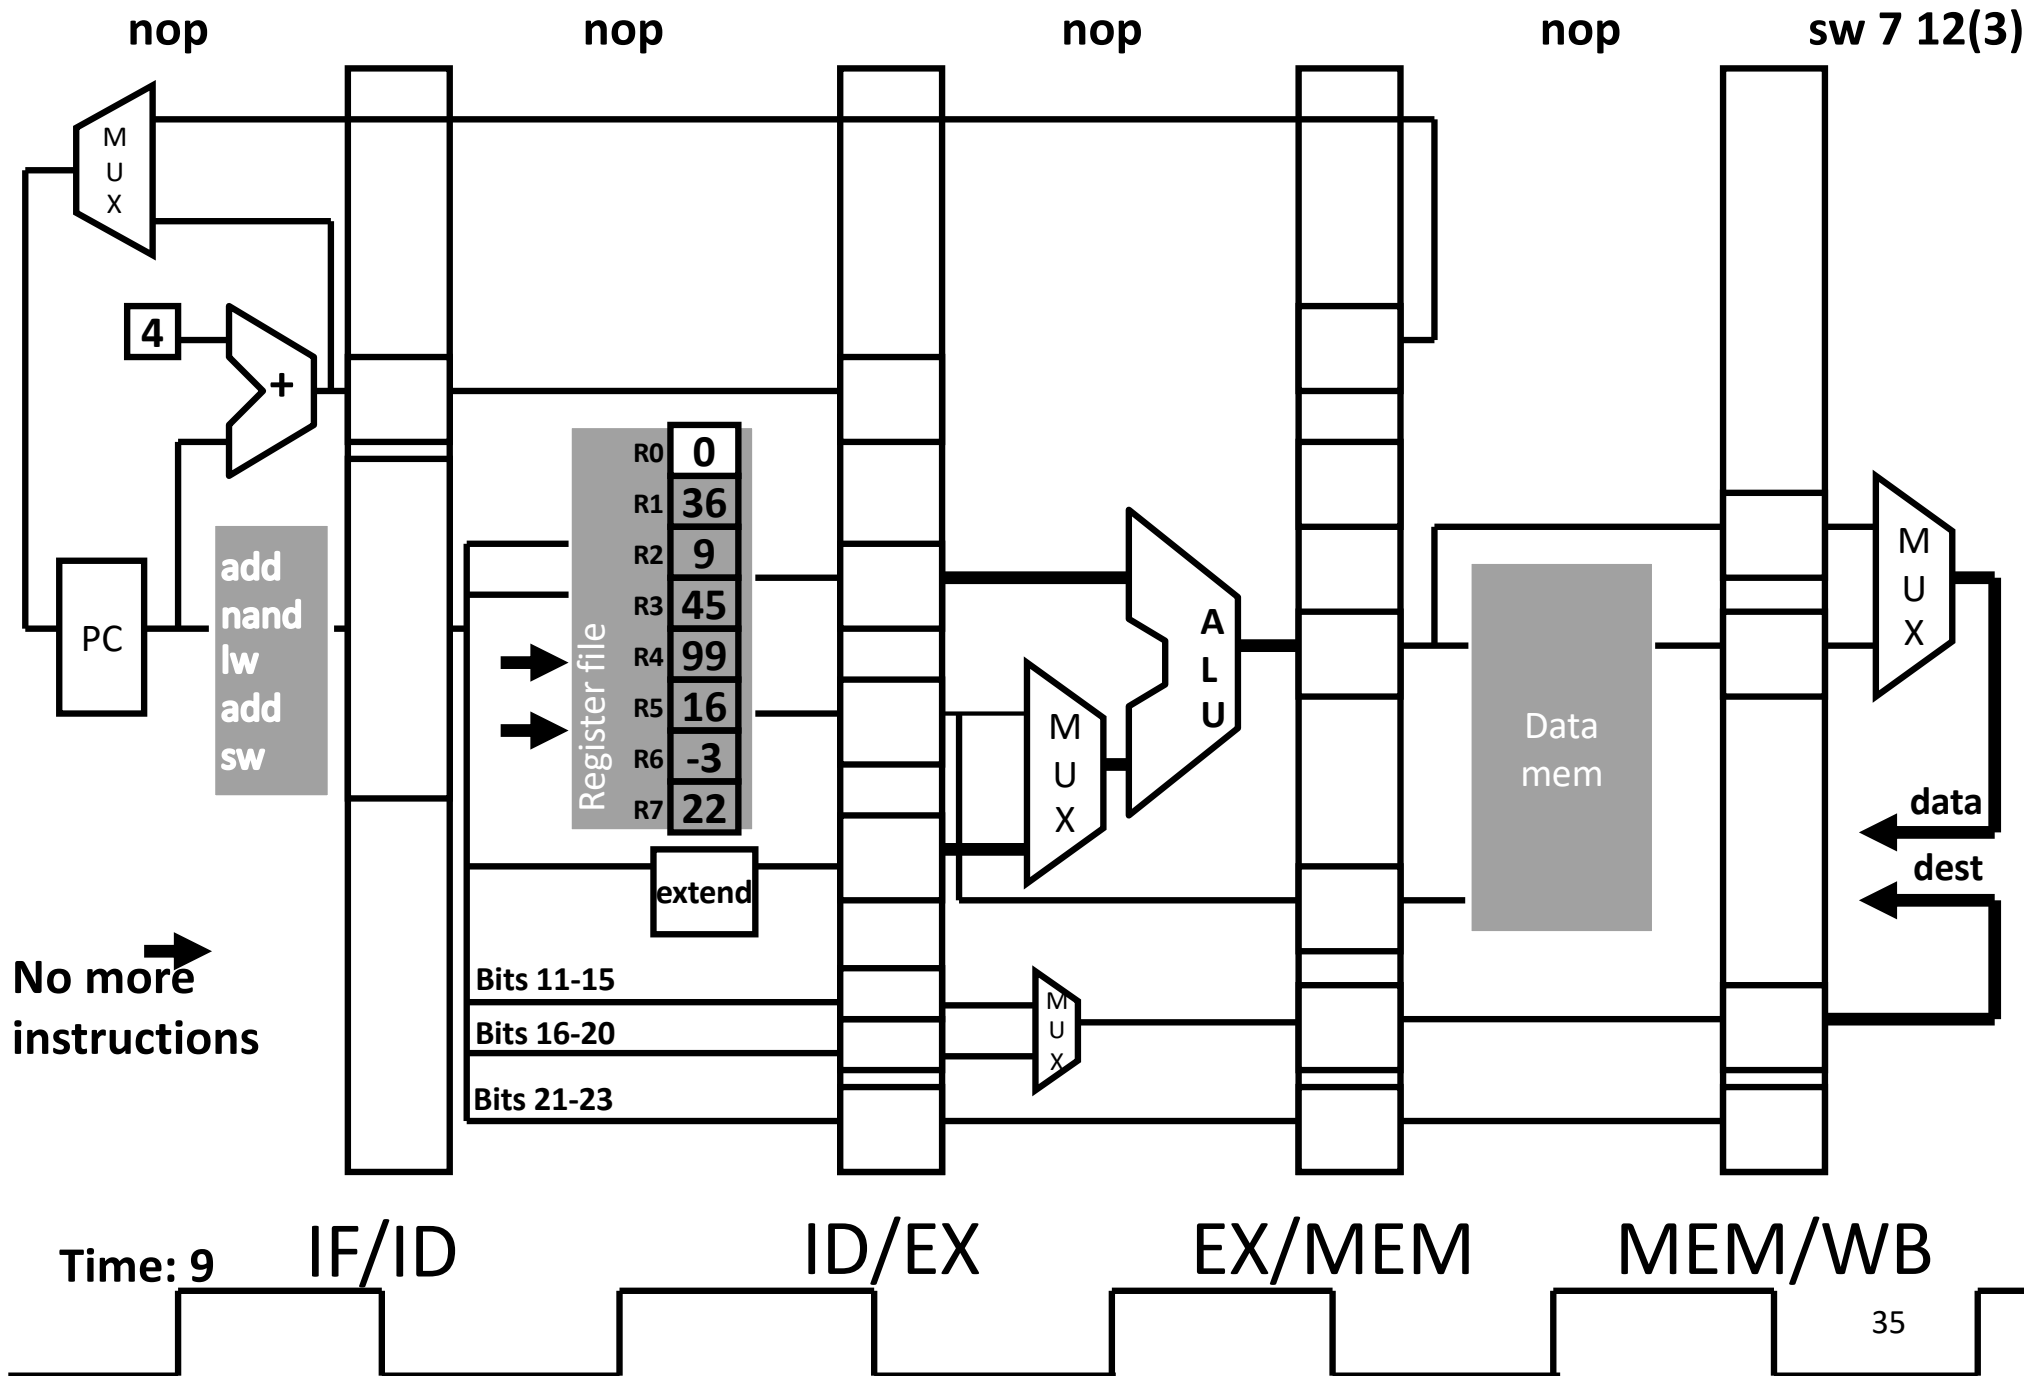 nop nop nop nop sw 7 12(3)
M
U
X
4
+
PC
add
nand
lw
add
sw
Register file
R0 0
R1 36
R2 9
R3 45
R4 99
R5 16
R6 -3
R7 22
extend
M
U
X
A
L
U
Data
mem
M
U
X
data
dest
No more
instructions
Bits 11-15
Bits 16-20
Bits 21-23
M
U
X
Time: 9
IF/ID
ID/EX
EX/MEM
MEM/WB
35